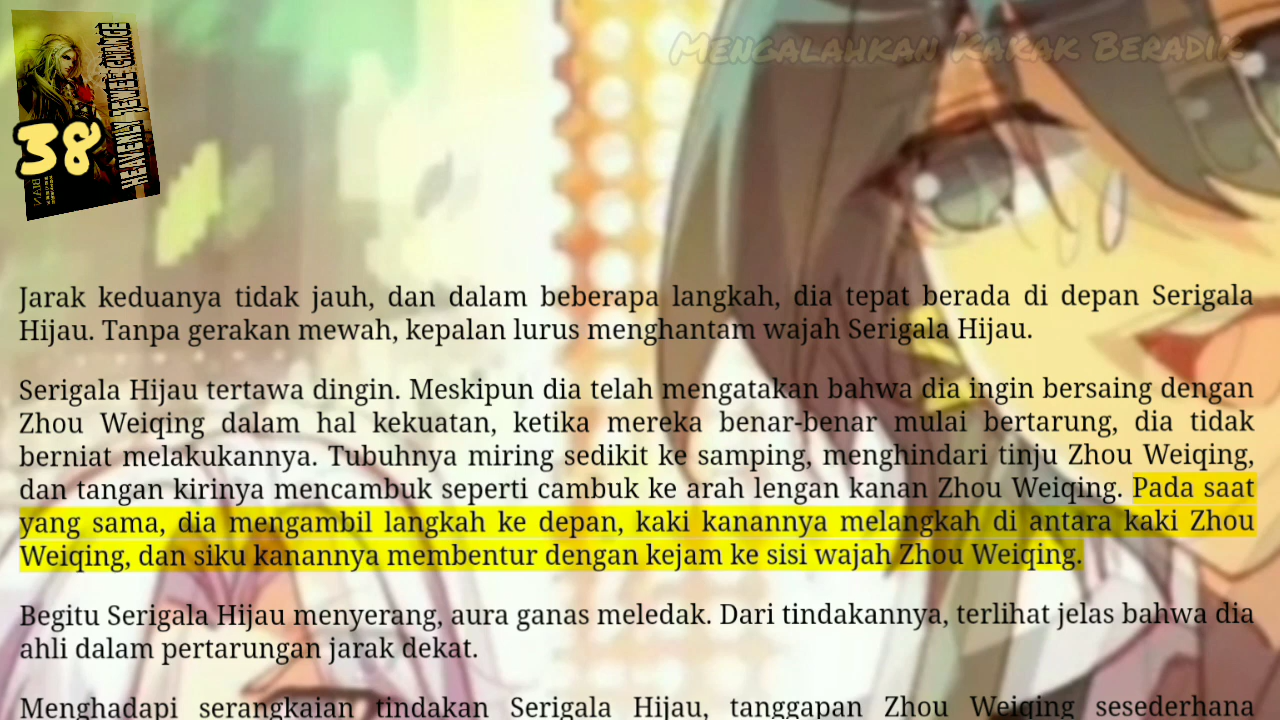 Mengalahkan Kakak Beradik
HEAVENLY JEWEL CHANGE
38
Jarak keduanya tidak jauh, dan dalam beberapa langkah, dia tepat berada di depan Serigala
Hijau. Tanpa gerakan mewah, kepalan lurus menghantam wajah Serigala Hijau.
Serigala Hijau tertawa dingin. Meskipun dia telah mengatakan bahwa dia ingin bersaing dengan
Zhou Weiqing dalam hal kekuatan, ketika mereka benar-benar mulai bertarung, dia tidak
berniat melakukannya. Tubuhnya miring sedikit ke samping, menghindari tinju Zhou Weiqing,
dan tangan kirinya mencambuk seperti cambuk ke arah lengan kanan Zhou Weiqing. Pada saat
yang sama, dia mengambil langkah ke depan, kaki kanannya melangkah di antara kaki Zhou
Weiqing, dan siku kanannya membentur dengan kejam ke sisi wajah Zhou Weiqing.
Begitu Serigala Hijau menyerang, aura ganas meledak. Dari tindakannya, terlihat jelas bahwa dia
ahli dalam pertarungan jarak dekat.
Menghadapi serangkaian tindakan Serigala Hijau, tanggapan Zhou Weiqing sesederhana